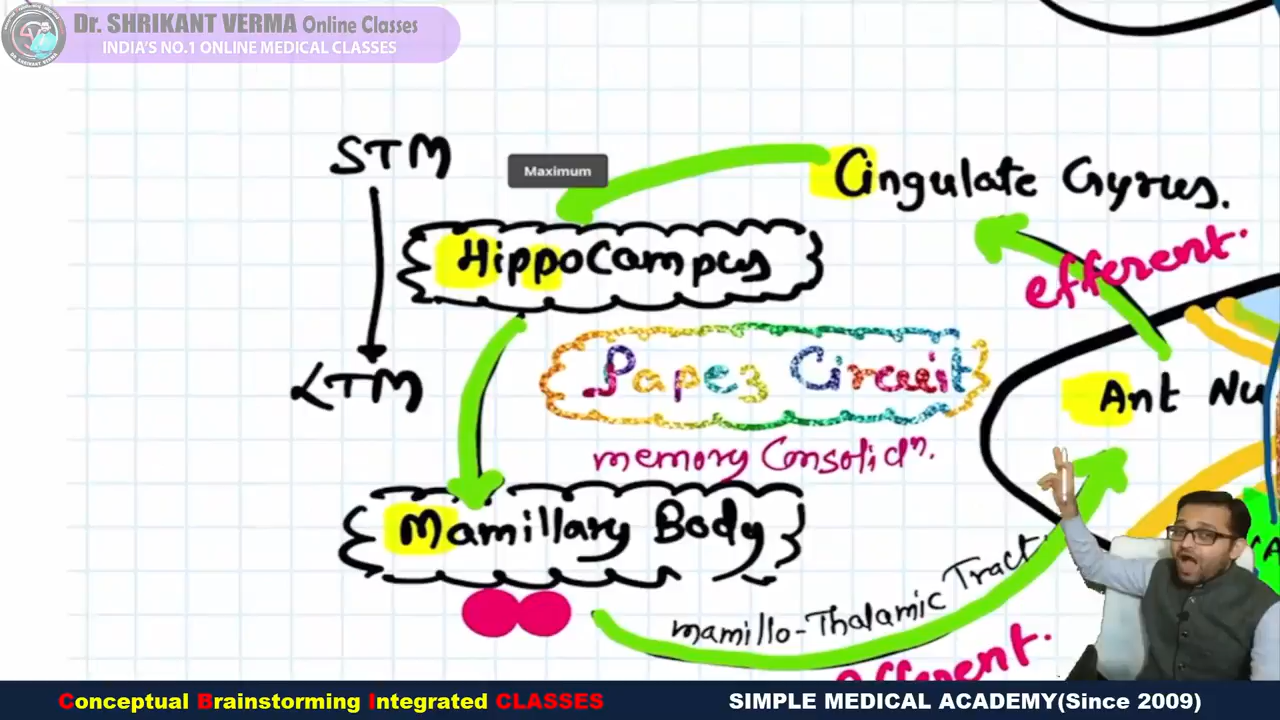 Dr. SHRIKANT VERMA Online Classes
INDIA'S NO.1 ONLINE MEDICAL CLASSES
STM
Maximum
Cingulate Gyrus.
HippoCampus
efferent.
Papez Circuit
LTM
Ant Nu
memory Consolidⁿ.
Mamillary Body
mamillo-Thalamic Tract
Conceptual Brainstorming Integrated CLASSES
SIMPLE MEDICAL ACADEMY(Since 2009)